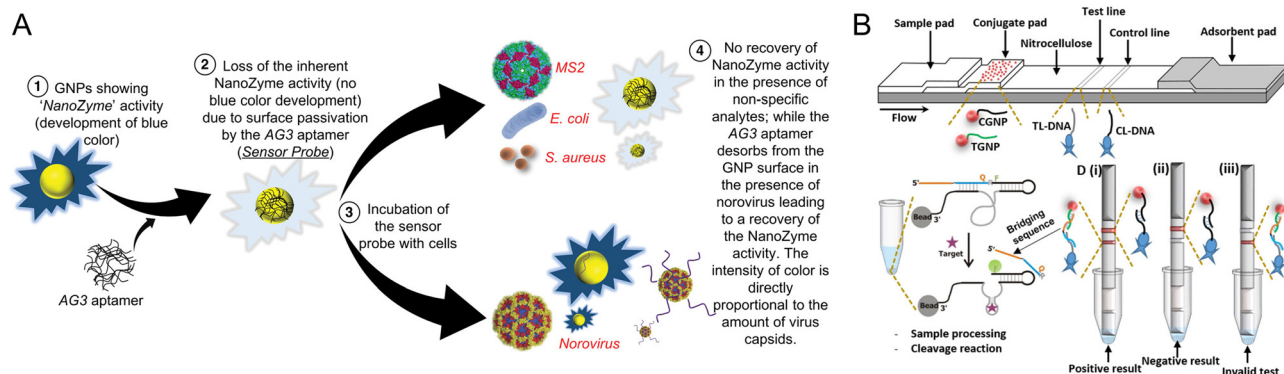 A
1
GNPs showing
'NanoZyme' activity
(development of blue
color)
AG3 aptamer
2
Loss of the inherent
NanoZyme activity (no
blue color development)
due to surface passivation
by the AG3 aptamer
(Sensor Probe)
3
Incubation of
the sensor
probe with cells
MS2
E. coli
S. aureus
Norovirus
4
No recovery of
NanoZyme activity
in the presence of
non-specific
analytes; while the
AG3 aptamer
desorbs from the
GNP surface in
the presence of
norovirus leading
to a recovery of
the NanoZyme
activity. The
intensity of color is
directly
proportional to the
amount of virus
capsids.
B
Sample pad
Conjugate pad
Nitrocellulose
Test line
Control line
Adsorbent pad
Flow
CGNP
TGNP
TL-DNA
CL-DNA
5'
Q
F
Bead
3'
Target
Bridging
sequence
5'
Q
Bead
3'
- Sample processing
- Cleavage reaction
D (i)
(ii)
(iii)
Positive result
Negative result
Invalid test